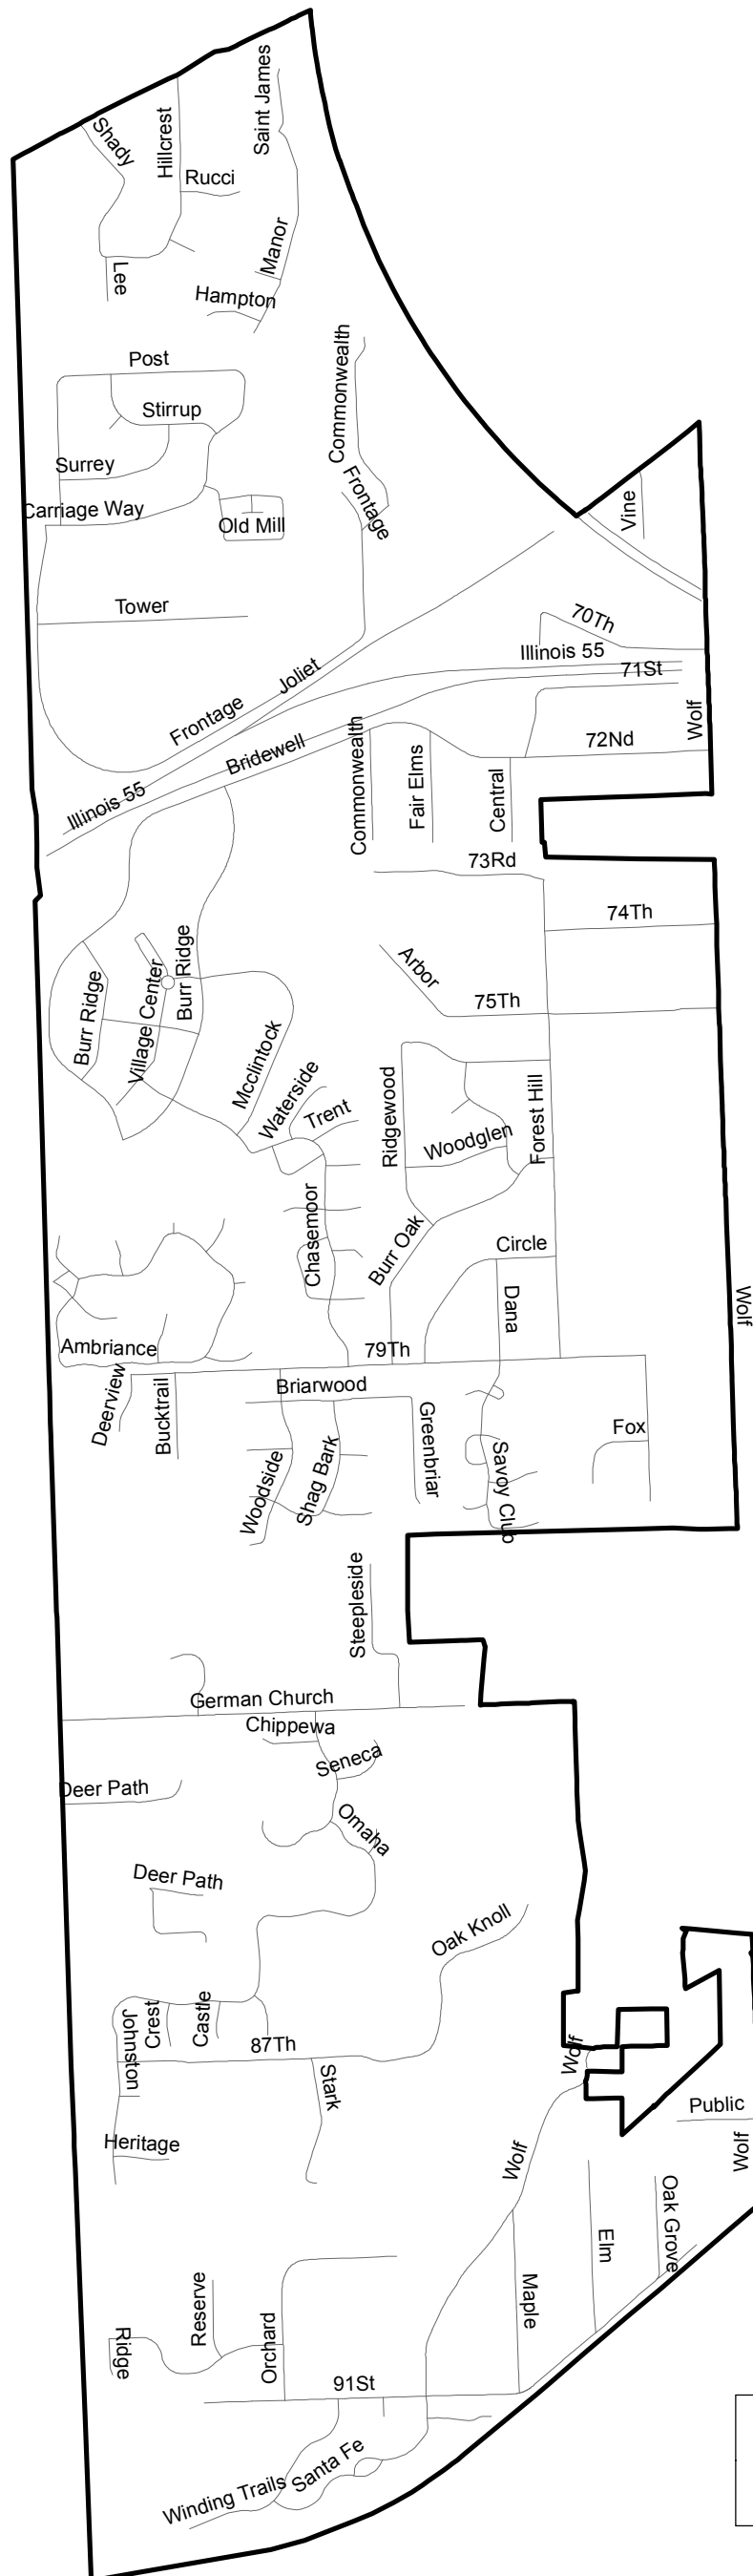 Saint James
Shady
Hillcrest
Rucci
Manor
Lee
Hampton
Commonwealth
Post
Stirrup
Surrey
Frontage
Carriage Way
Old Mill
Vine
Tower
70Th
Illinois 55
71St
Joliet
Frontage
Wolf
72Nd
Bridewell
Commonwealth
Fair Elms
Central
Illinois 55
73Rd
74Th
Arbor
Burr Ridge
Village Center
Burr Ridge
75Th
Mcclintock
Waterside
Trent
Ridgewood
Woodglen
Forest Hill
Chasemoor
Burr Oak
Circle
Dana
Wolf
Ambriance
79Th
Deerview
Bucktrail
Briarwood
Greenbriar
Fox
Woodside
Shag Bark
Savoy Club
Steepleside
German Church
Chippewa
Seneca
Deer Path
Omaha
Deer Path
Oak Knoll
Johnston
Crest
Castle
87Th
Wolf
Stark
Public
Heritage
Wolf
Wolf
Oak Grove
Elm
Maple
Reserve
Orchard
Ridge
91St
Santa Fe
Winding Trails